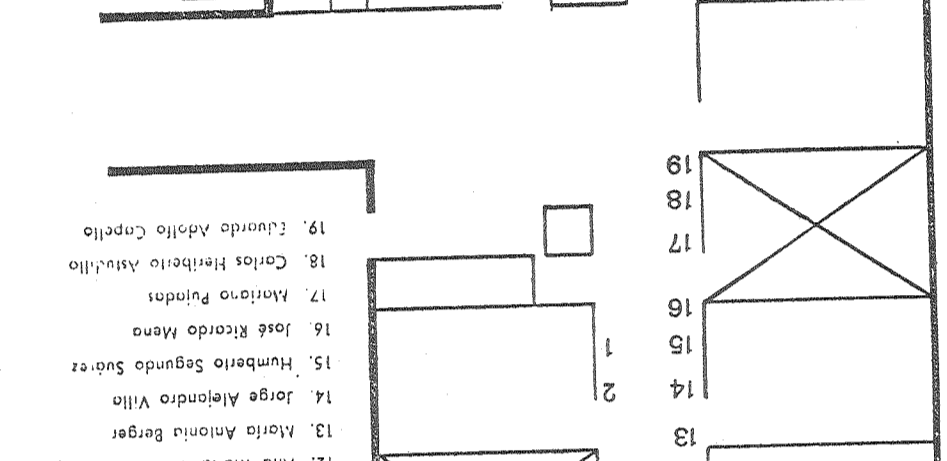 13
14
15
16
17
18
19
2
1
12.
13. María Antonia Berger
14. Jorge Alejandro Villa
15. Humberto Segundo Suárez
16. José Ricardo Mena
17. Mariano Pujadas
18. Carlos Heriberto Astudillo
19. Eduardo Adolfo Capello